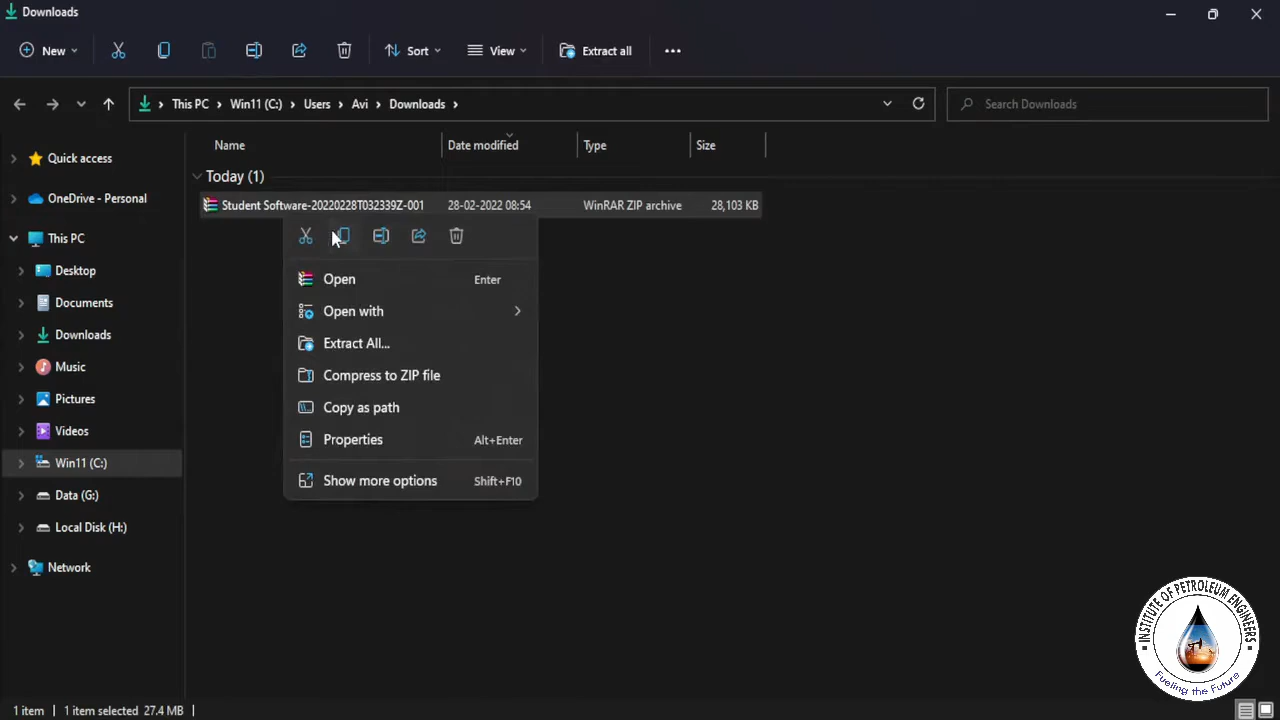 Downloads
New
Sort
View
Extract all
This PC
Win11 (C:)
Users
Avi
Downloads
Search Downloads
Name
Date modified
Type
Size
Today (1)
Student Software-20220228T032339Z-001
28-02-2022 08:54
WinRAR ZIP archive
28,103 KB
Quick access
OneDrive - Personal
This PC
Desktop
Documents
Downloads
Music
Pictures
Videos
Win11 (C:)
Data (G:)
Local Disk (H:)
Network
Open Enter
Open with
Extract All...
Compress to ZIP file
Copy as path
Properties Alt+Enter
Show more options Shift+F10
INSTITUTE OF PETROLEUM ENGINEERS
Fueling the Future
1 item
1 item selected 27.4 MB